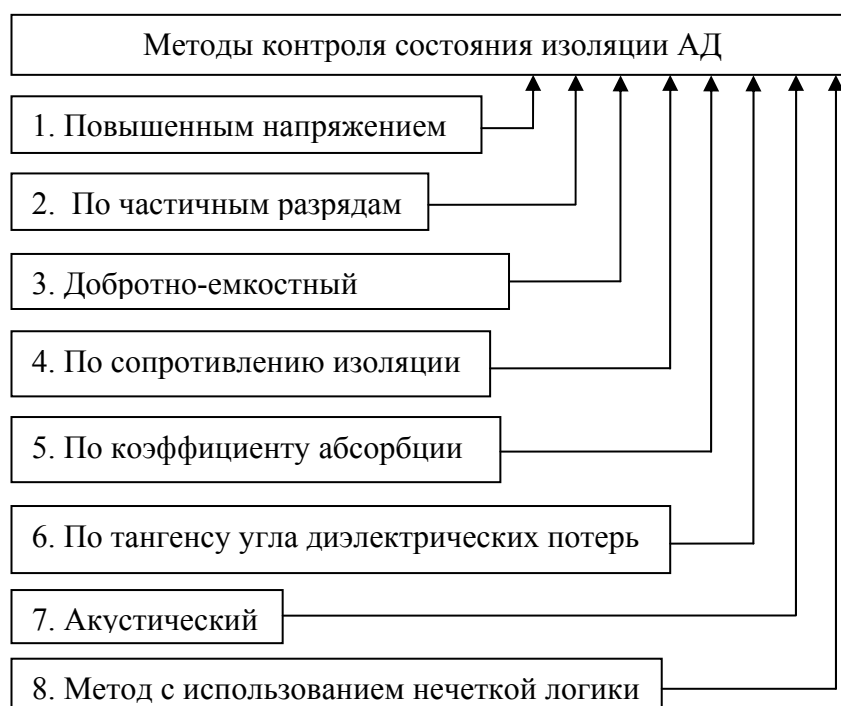 Методы контроля состояния изоляции АД
1. Повышенным напряжением
2. По частичным разрядам
3. Добротно-емкостный
4. По сопротивлению изоляции
5. По коэффициенту абсорбции
6. По тангенсу угла диэлектрических потерь
7. Акустический
8. Метод с использованием нечеткой логики